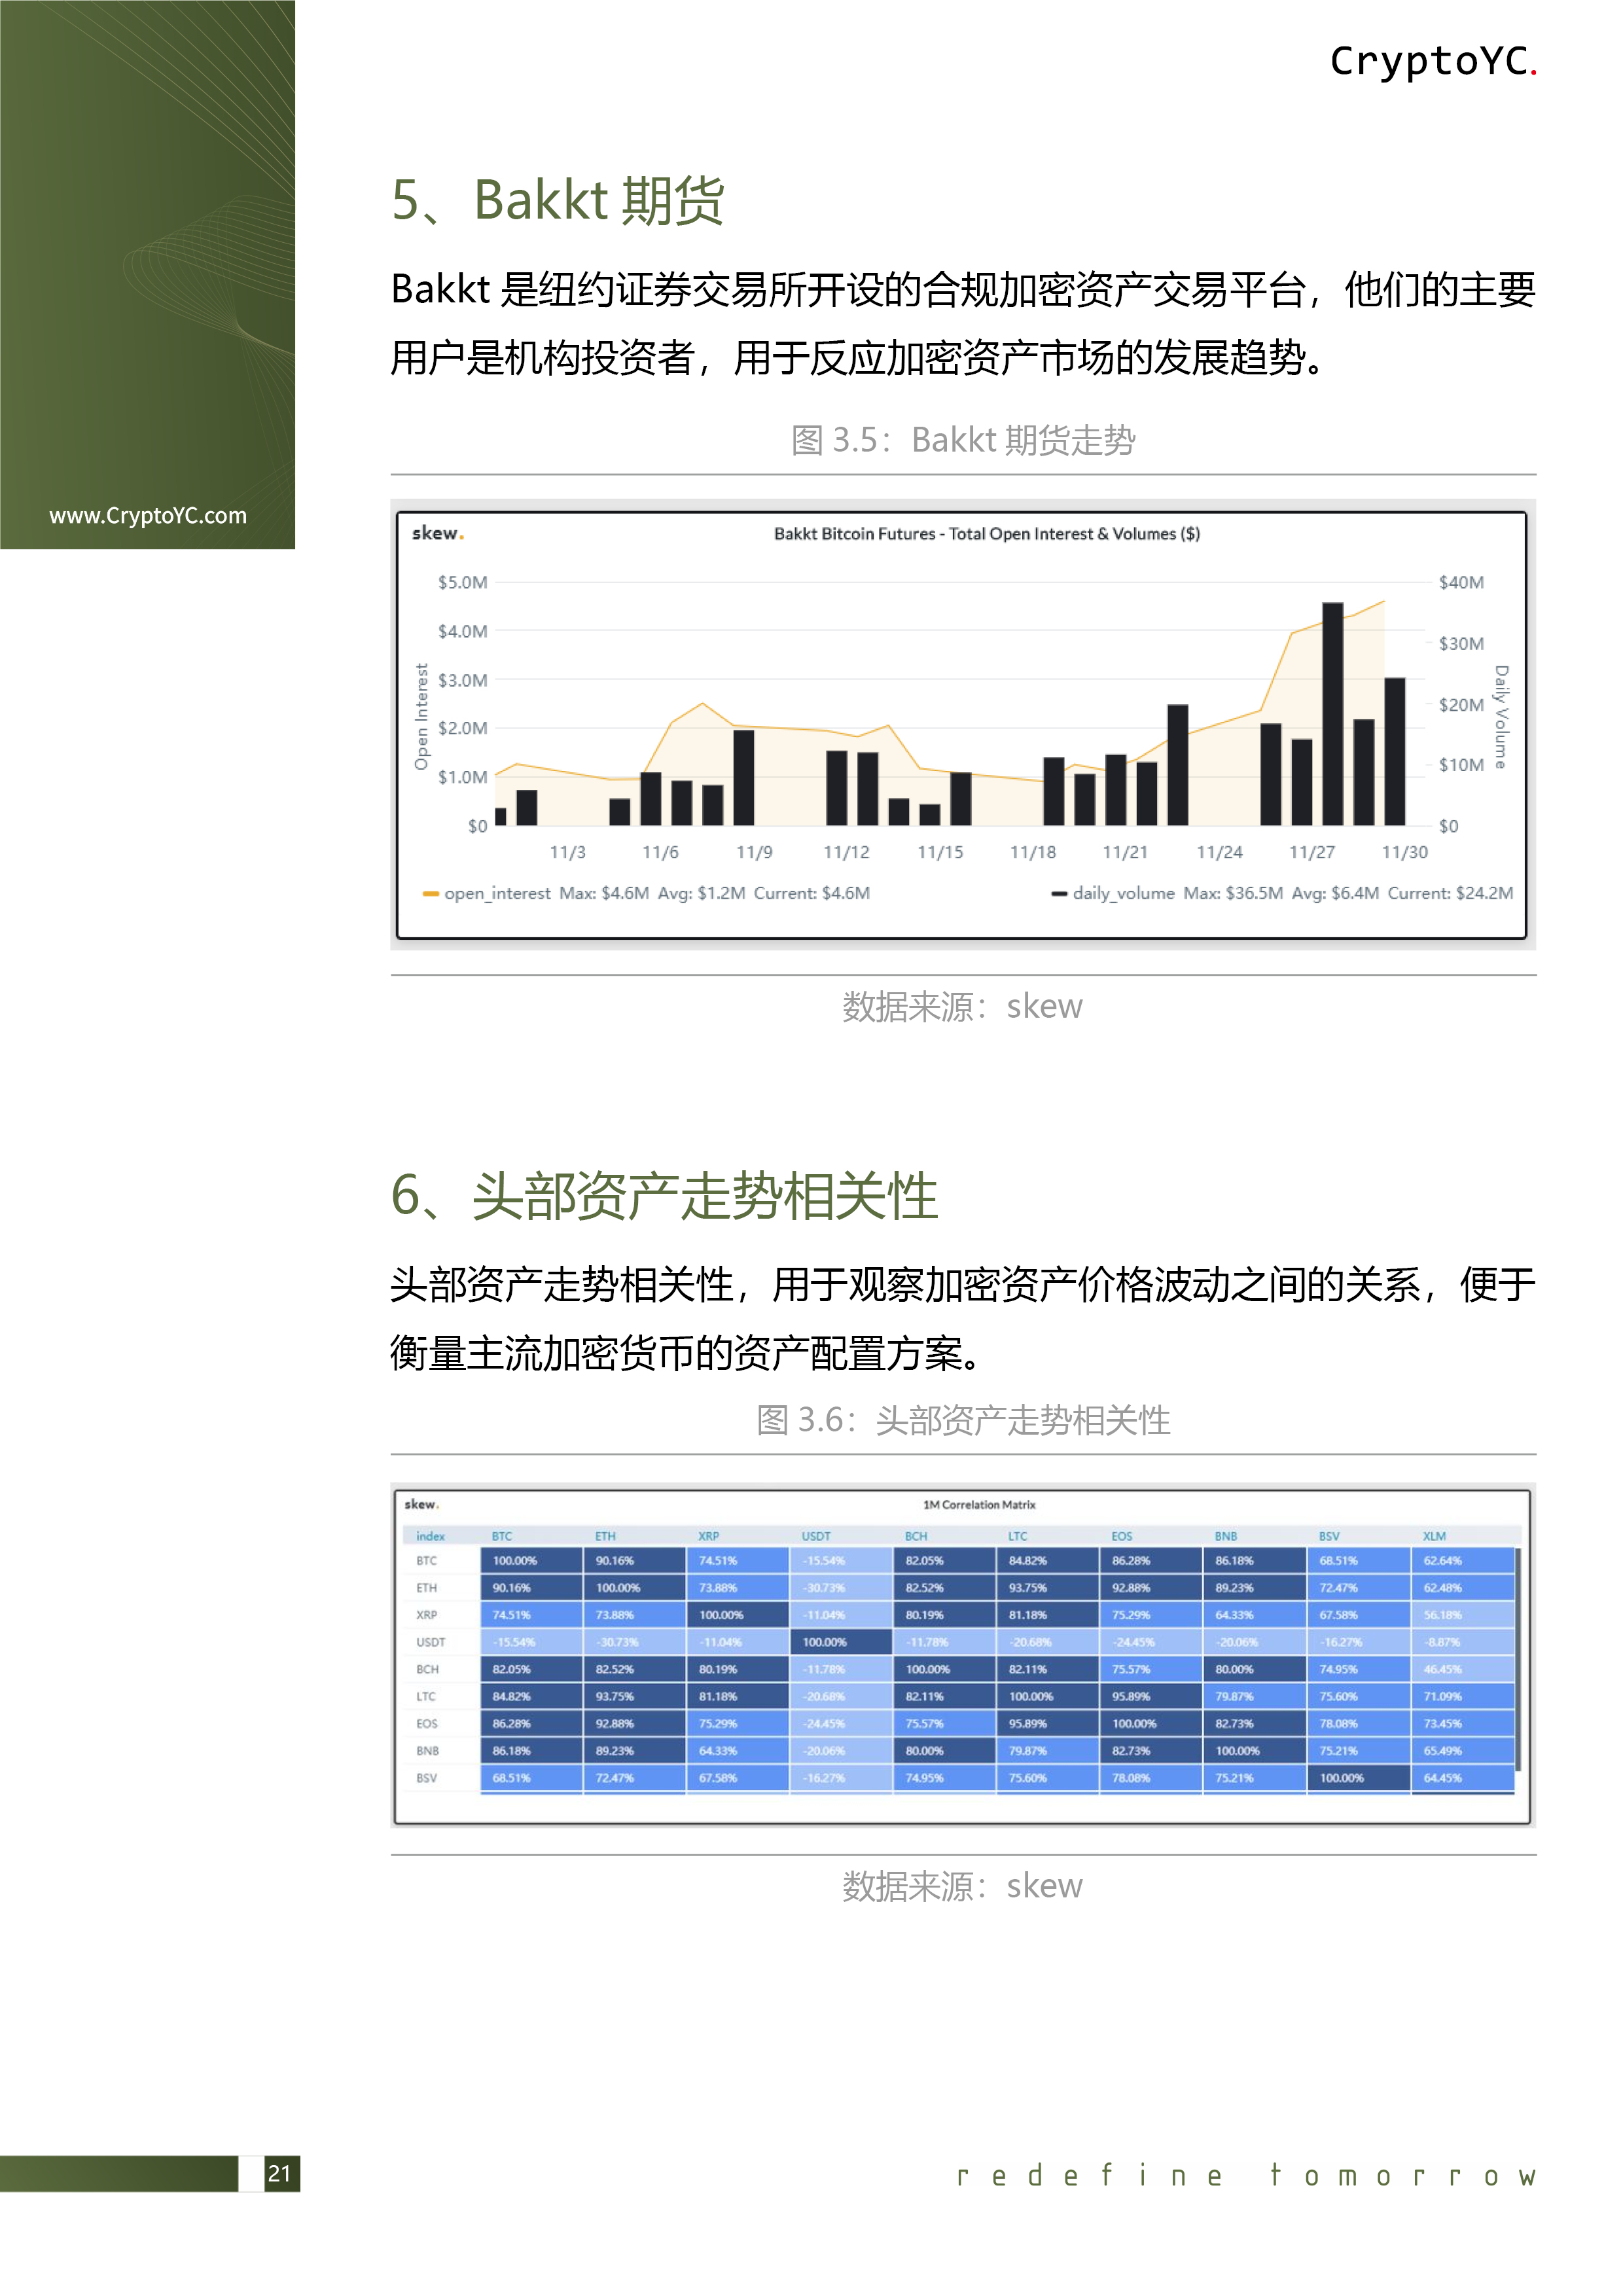 CryptoYC.
www.CryptoYC.com
5、Bakkt 期货
Bakkt 是纽约证券交易所开设的合规加密资产交易平台，他们的主要
用户是机构投资者，用于反应加密资产市场的发展趋势。
图 3.5：Bakkt 期货走势
skew.
Bakkt Bitcoin Futures - Total Open Interest & Volumes ($)
Open Interest
$5.0M
$4.0M
$3.0M
$2.0M
$1.0M
$0
$40M
$30M
$20M
$10M
$0
Daily Volume
11/3 11/6 11/9 11/12 11/15 11/18 11/21 11/24 11/27 11/30
open_interest Max: $4.6M Avg: $1.2M Current: $4.6M
daily_volume Max: $36.5M Avg: $6.4M Current: $24.2M
数据来源：skew
6、头部资产走势相关性
头部资产走势相关性，用于观察加密资产价格波动之间的关系，便于
衡量主流加密货币的资产配置方案。
图 3.6：头部资产走势相关性
skew.
1M Correlation Matrix
index BTC ETH XRP USDT BCH LTC EOS BNB BSV XLM
BTC 100.00% 90.16% 74.51% -15.54% 82.05% 84.82% 86.28% 86.18% 68.51% 62.64%
ETH 90.16% 100.00% 73.88% -30.73% 82.52% 93.75% 92.88% 89.23% 72.47% 62.48%
XRP 74.51% 73.88% 100.00% -11.04% 80.19% 81.18% 75.29% 64.33% 67.58% 56.18%
USDT -15.54% -30.73% -11.04% 100.00% -11.78% -20.68% -24.45% -20.06% -16.27% -8.87%
BCH 82.05% 82.52% 80.19% -11.78% 100.00% 82.11% 75.57% 80.00% 74.95% 46.45%
LTC 84.82% 93.75% 81.18% -20.68% 82.11% 100.00% 95.89% 79.87% 75.60% 71.09%
EOS 86.28% 92.88% 75.29% -24.45% 75.57% 95.89% 100.00% 82.73% 78.08% 73.45%
BNB 86.18% 89.23% 64.33% -20.06% 80.00% 79.87% 82.73% 100.00% 75.21% 65.49%
BSV 68.51% 72.47% 67.58% -16.27% 74.95% 75.60% 78.08% 75.21% 100.00% 64.45%
数据来源：skew
21
redefine tomorrow